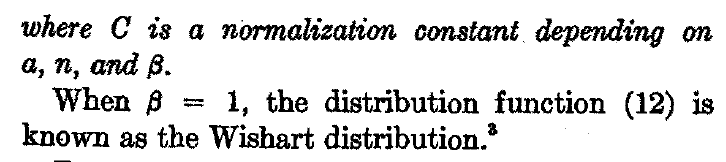 where C is a normalization constant depending on
a, n, and β.
When β = 1, the distribution function (12) is
known as the Wishart distribution.³